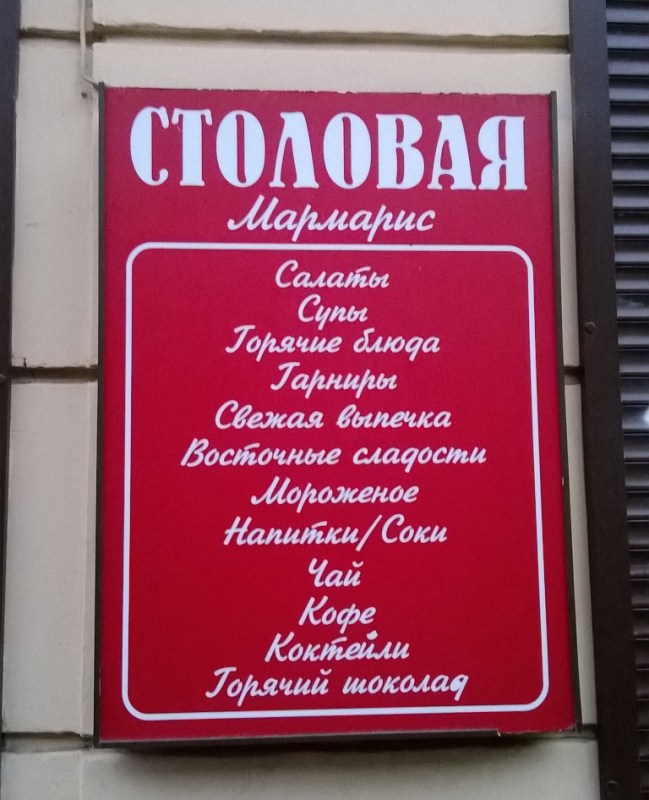 СТОЛОВАЯ
Мармарис
Салаты
Супы
Горячие блюда
Гарниры
Свежая выпечка
Восточные сладости
Мороженое
Напитки/Соки
Чай
Кофе
Коктейли
Горячий шоколад